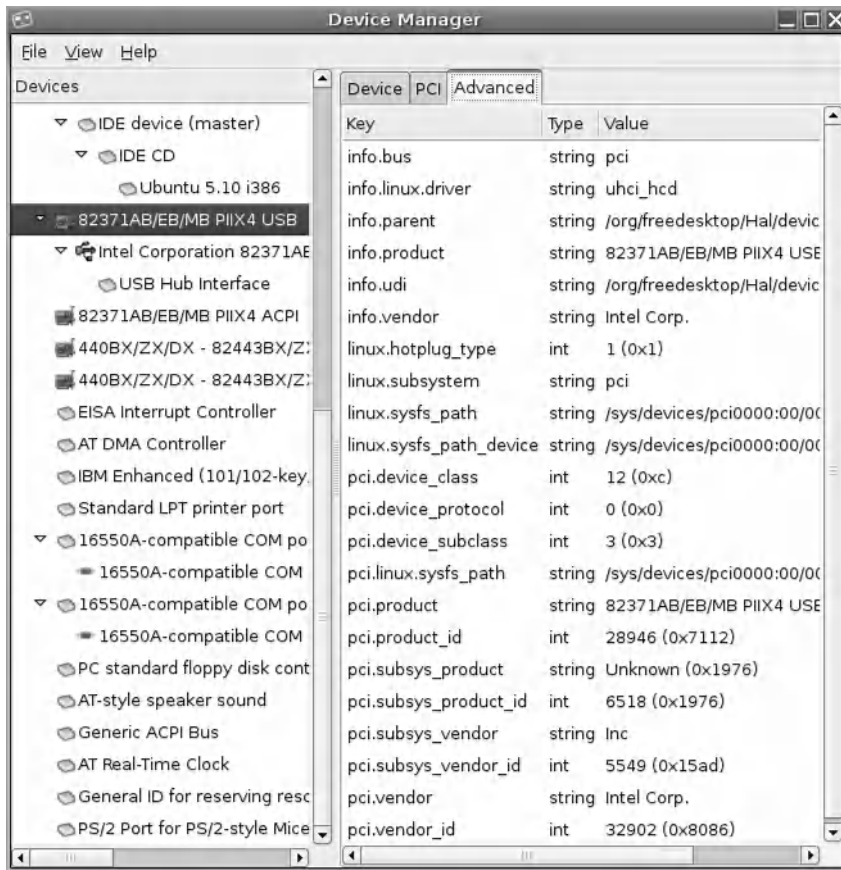 Device Manager
File View Help
Devices
IDE device (master)
IDE CD
Ubuntu 5.10 i386
82371AB/EB/MB PIIX4 USB
Intel Corporation 82371AE
USB Hub Interface
82371AB/EB/MB PIIX4 ACPI
440BX/ZX/DX - 82443BX/Z
440BX/ZX/DX - 82443BX/Z
EISA Interrupt Controller
AT DMA Controller
IBM Enhanced (101/102-key
Standard LPT printer port
16550A-compatible COM po
16550A-compatible COM
16550A-compatible COM po
16550A-compatible COM
PC standard floppy disk cont
AT-style speaker sound
Generic ACPI Bus
AT Real-Time Clock
General ID for reserving resc
PS/2 Port for PS/2-style Mice
Device PCI Advanced
Key Type Value
info.bus string pci
info.linux.driver string uhci_hcd
info.parent string /org/freedesktop/Hal/devic
info.product string 82371AB/EB/MB PIIX4 USE
info.udi string /org/freedesktop/Hal/devic
info.vendor string Intel Corp.
linux.hotplug_type int 1 (0x1)
linux.subsystem string pci
linux.sysfs_path string /sys/devices/pci0000:00/0(
linux.sysfs_path_device string /sys/devices/pci0000:00/0(
pci.device_class int 12 (0xc)
pci.device_protocol int 0 (0x0)
pci.device_subclass int 3 (0x3)
pci.linux.sysfs_path string /sys/devices/pci0000:00/0(
pci.product string 82371AB/EB/MB PIIX4 USE
pci.product_id int 28946 (0x7112)
pci.subsys_product string Unknown (0x1976)
pci.subsys_product_id int 6518 (0x1976)
pci.subsys_vendor string Inc
pci.subsys_vendor_id int 5549 (0x15ad)
pci.vendor string Intel Corp.
pci.vendor_id int 32902 (0x8086)